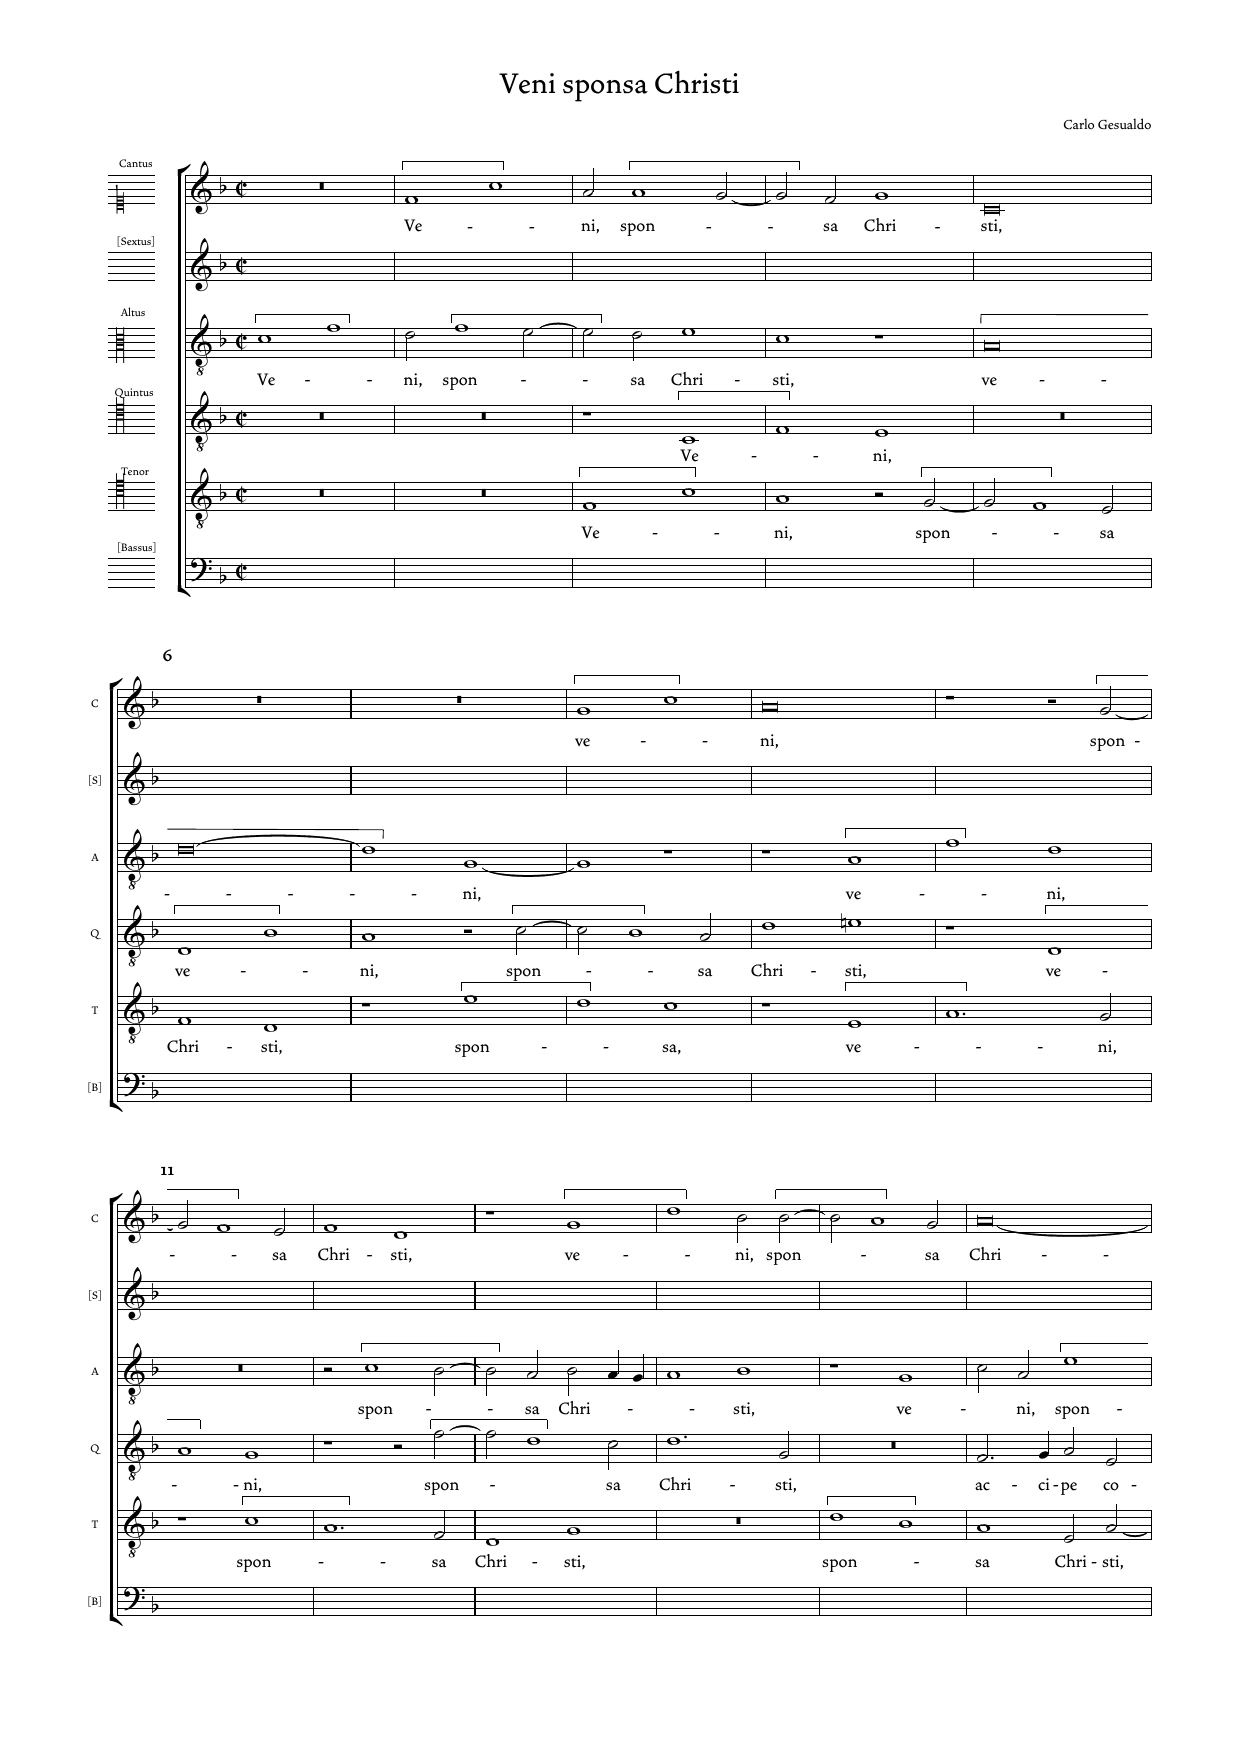 Veni sponsa Christi
Carlo Gesualdo
Cantus
Ve - - ni, spon - - sa Chri - sti,
[Sextus]
Altus
Ve - - ni, spon - - sa Chri - sti, ve - -
Quintus
Ve - - ni,
Tenor
Ve - - ni, spon - - sa
[Bassus]
6
C
ve - - ni, spon -
[S]
A
- - - - - ni, ve - - ni,
Q
ve - - ni, spon - - sa Chri - sti, ve -
T
Chri - sti, spon - - sa, ve - - - ni,
[B]
11
C
- - sa Chri - sti, ve - - ni, spon - sa Chri - -
[S]
A
spon - - sa Chri - - sti, ve - ni, spon -
Q
- - ni, spon - sa Chri - sti, ac - ci - pe co -
T
spon - - sa Chri - sti, spon - sa Chri - sti,
[B]